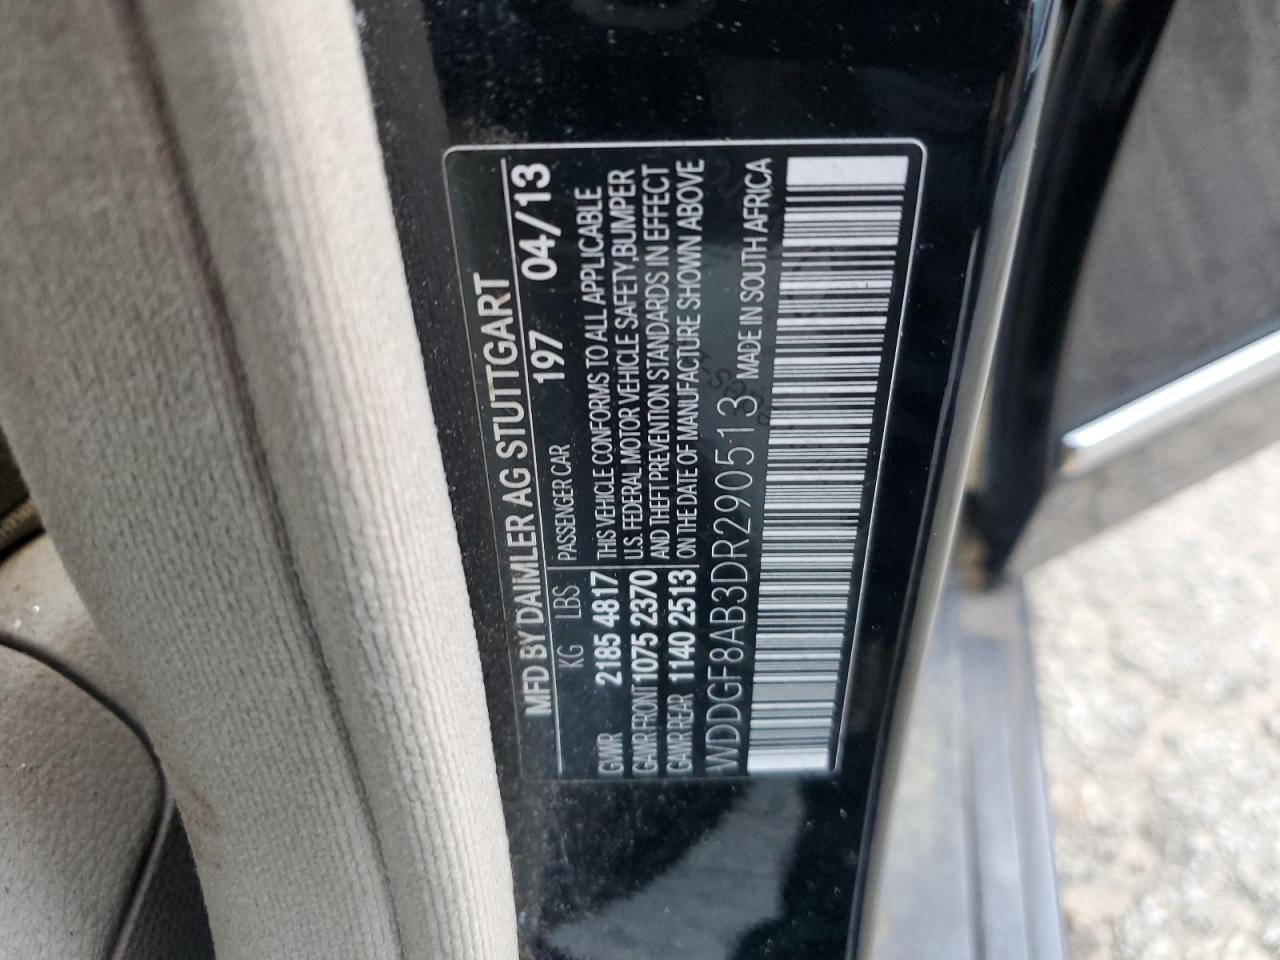 MFD BY DAIMLER AG STUTTGART
KG LBS PASSENGER CAR 197 04/13
GVWR 2185 4817 THIS VEHICLE CONFORMS TO ALL APPLICABLE
GAWR FRONT 1075 2370 U.S. FEDERAL MOTOR VEHICLE SAFETY, BUMPER
GAWR REAR 1140 2513 AND THEFT PREVENTION STANDARDS IN EFFECT
ON THE DATE OF MANUFACTURE SHOWN ABOVE
WDDGF8AB3DR290513 MADE IN SOUTH AFRICA